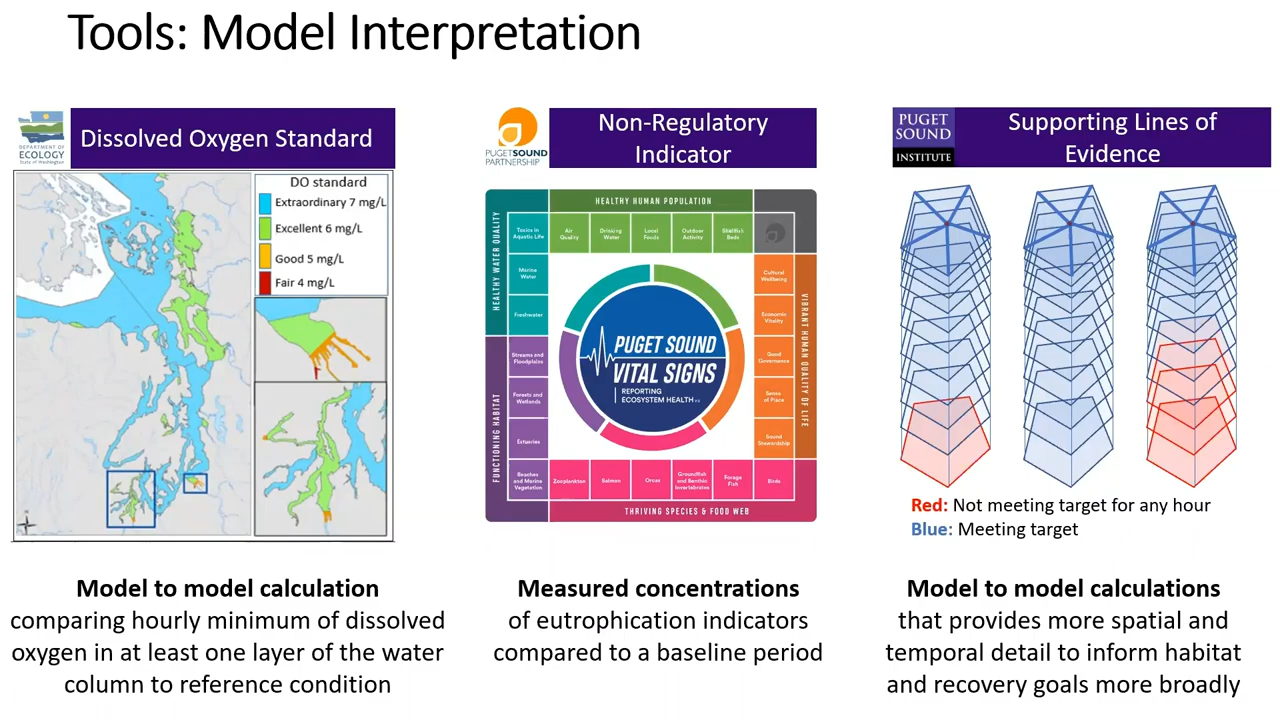 Tools: Model Interpretation
DEPARTMENT OF
ECOLOGY
State of Washington
Dissolved Oxygen Standard
DO standard
Extraordinary 7 mg/L
Excellent 6 mg/L
Good 5 mg/L
Fair 4 mg/L
Model to model calculation
comparing hourly minimum of dissolved
oxygen in at least one layer of the water
column to reference condition
PUGETSOUND
PARTNERSHIP
Non-Regulatory
Indicator
HEALTHY HUMAN POPULATION
HEALTHY WATER QUALITY
Toxics in
Aquatic Life
Air
Quality
Drinking
Water
Local
Foods
Outdoor
Activity
Shellfish
Beds
Marine
Water
Freshwater
Cultural
Wellbeing
Economic
Vitality
Good
Governance
Sense
of Place
Sound
Stewardship
VIBRANT HUMAN QUALITY OF LIFE
FUNCTIONING HABITAT
Streams and
Floodplains
Forests and
Wetlands
Estuaries
Beaches
and Marine
Vegetation
Zooplankton
Salmon
Orcas
Groundfish
and Benthic
Invertebrates
Forage
Fish
Birds
THRIVING SPECIES & FOOD WEB
PUGET SOUND
VITAL SIGNS
REPORTING
ECOSYSTEM HEALTH
Measured concentrations
of eutrophication indicators
compared to a baseline period
PUGET
SOUND
INSTITUTE
Supporting Lines of
Evidence
Red: Not meeting target for any hour
Blue: Meeting target
Model to model calculations
that provides more spatial and
temporal detail to inform habitat
and recovery goals more broadly